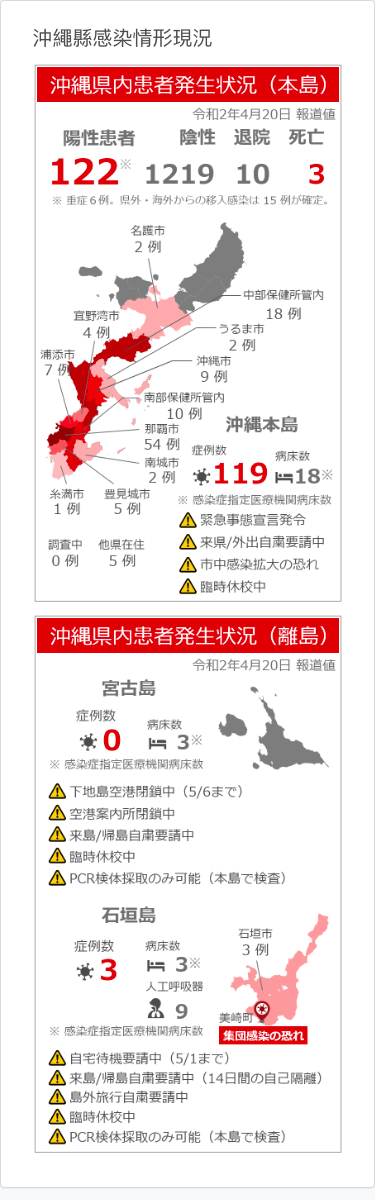 沖繩縣感染情形現況
沖縄県内患者発生状況（本島）
令和2年4月20日 報道値
陽性患者 陰性 退院 死亡
122※ 1219 10 3
※ 重症６例。県外・海外からの移入感染は 15 例が確定。
名護市
2 例
中部保健所管内
18 例
宜野湾市
4 例
うるま市
2 例
浦添市
7 例
沖縄市
9 例
南部保健所管内
10 例
那覇市
54 例
南城市
2 例
糸満市
1 例
豊見城市
5 例
調査中
0 例
他県在住
5 例
沖縄本島
症例数 病床数
119 18※
※ 感染症指定医療機関病床数
緊急事態宣言発令
来県/外出自粛要請中
市中感染拡大の恐れ
臨時休校中
沖縄県内患者発生状況（離島）
令和2年4月20日 報道値
宮古島
症例数 病床数
0 3※
※ 感染症指定医療機関病床数
下地島空港閉鎖中（5/6まで）
空港案内所閉鎖中
来島/帰島自粛要請中
臨時休校中
PCR検体採取のみ可能（本島で検査）
石垣島
症例数 病床数
3 3※
人工呼吸器
9
※ 感染症指定医療機関病床数
石垣市
3 例
美崎町
集団感染の恐れ
自宅待機要請中（5/1まで）
来島/帰島自粛要請中（14日間の自己隔離）
島外旅行自粛要請中
臨時休校中
PCR検体採取のみ可能（本島で検査）